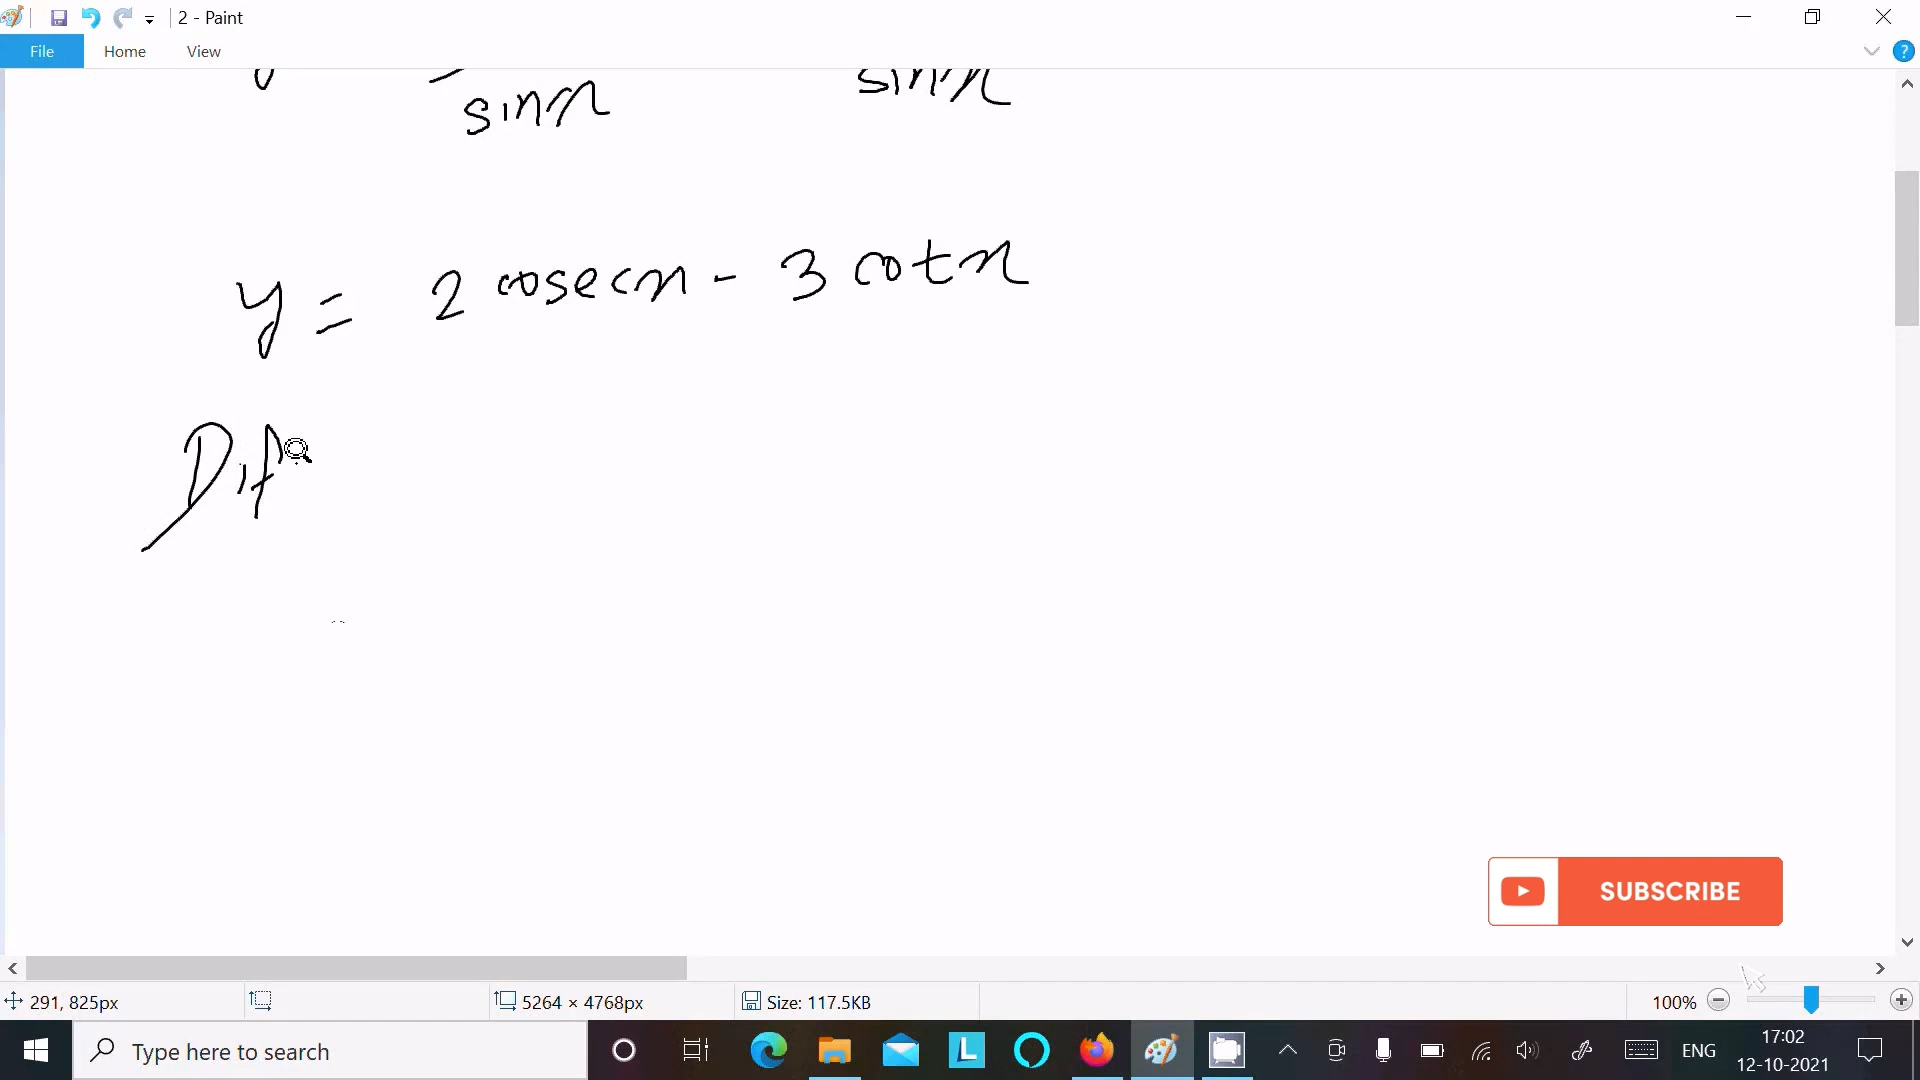 2 - Paint
File Home View
sinx sinx
y = 2 cosecx - 3 cotx
Dif
SUBSCRIBE
291, 825px 5264 × 4768px Size: 117.5KB 100%
Type here to search L ENG 17:02
12-10-2021